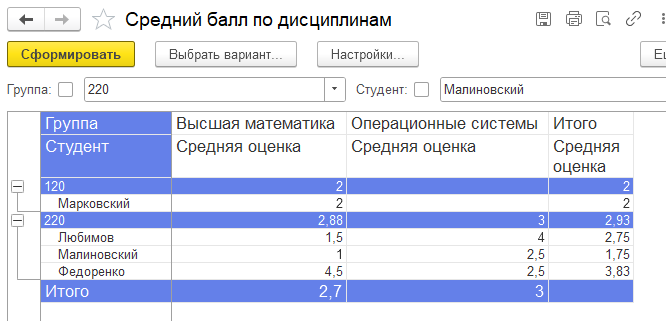 Средний балл по дисциплинам
Сформировать Выбрать вариант... Настройки... Ещ
Группа: 220 Студент: Малиновский
Группа Высшая математика Операционные системы Итого
Студент Средняя оценка Средняя оценка Средняя оценка
120 2 2
Марковский 2 2
220 2,88 3 2,93
Любимов 1,5 4 2,75
Малиновский 1 2,5 1,75
Федоренко 4,5 2,5 3,83
Итого 2,7 3